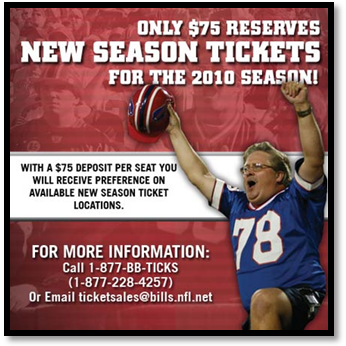 ONLY $75 RESERVES
NEW SEASON TICKETS
FOR THE 2010 SEASON!
WITH A $75 DEPOSIT PER SEAT YOU
WILL RECEIVE PREFERENCE ON
AVAILABLE NEW SEASON TICKET
LOCATIONS.
78
FOR MORE INFORMATION:
Call 1-877-BB-TICKS
(1-877-228-4257)
Or Email ticketsales@bills.nfl.net